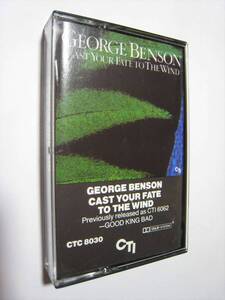 GEORGE BENSON
CAST YOUR FATE TO THE WIND
CTI
GEORGE BENSON
CAST YOUR FATE
TO THE WIND
Previously released as CTI 6062
—GOOD KING BAD
CTC 8030
CTI